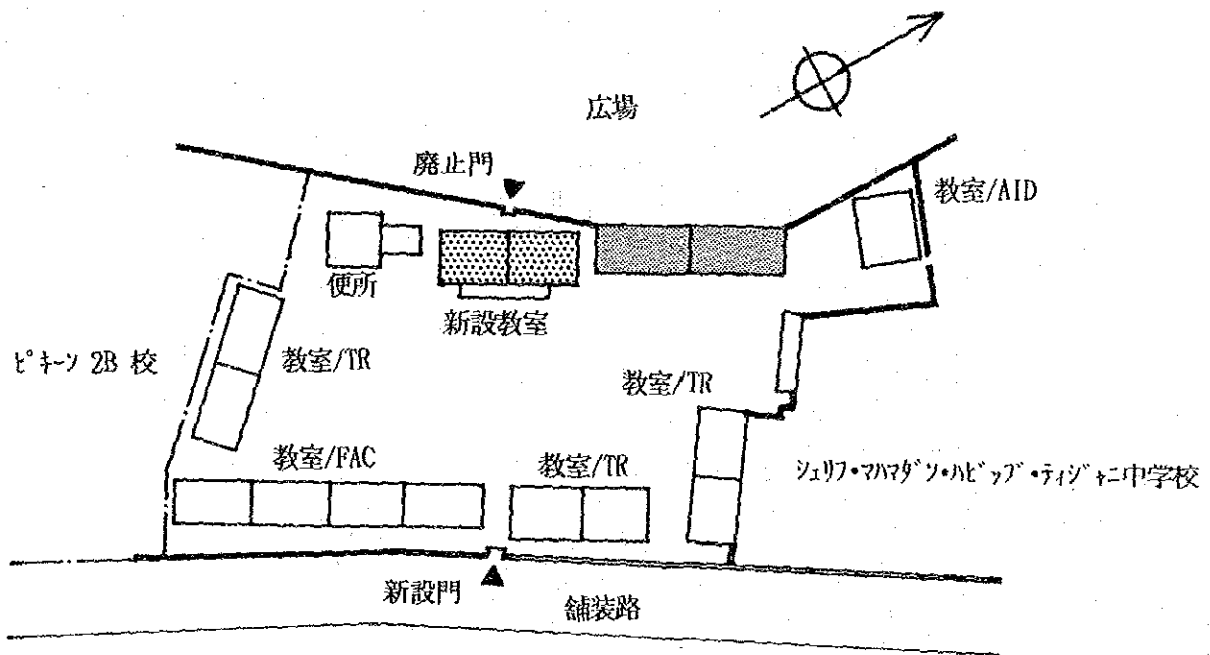 広場
廃止門
教室/AID
便所
新設教室
ピキーン 2B 校
教室/TR
教室/TR
教室/FAC
教室/TR
シェリフ・マハマダン・ハビッブ・ティジャニ中学校
新設門
舗装路